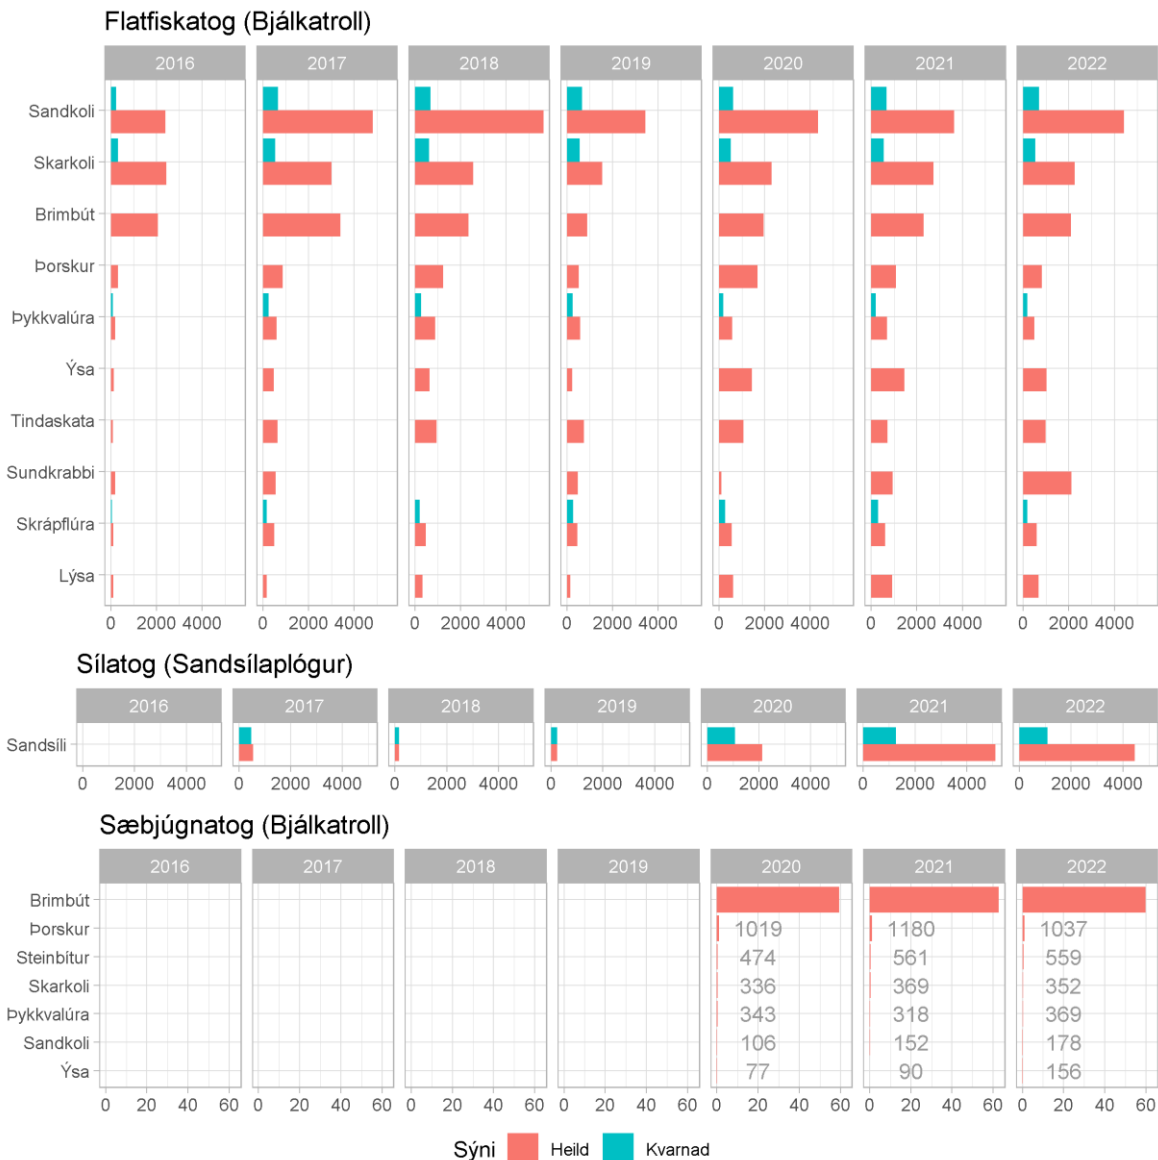 Flatfiskatog (Bjálkatroll)
2016 2017 2018 2019 2020 2021 2022
Sandkoli
Skarkoli
Brimbút
Þorskur
Þykkvalúra
Ýsa
Tindaskata
Sundkrabbi
Skrápflúra
Lýsa
0 2000 4000 0 2000 4000 0 2000 4000 0 2000 4000 0 2000 4000 0 2000 4000 0 2000 4000
Sílatog (Sandsílaplógur)
2016 2017 2018 2019 2020 2021 2022
Sandsíli
0 2000 4000 0 2000 4000 0 2000 4000 0 2000 4000 0 2000 4000 0 2000 4000 0 2000 4000
Sæbjúgnatog (Bjálkatroll)
2016 2017 2018 2019 2020 2021 2022
Brimbút
Þorskur 1019 1180 1037
Steinbítur 474 561 559
Skarkoli 336 369 352
Þykkvalúra 343 318 369
Sandkoli 106 152 178
Ýsa 77 90 156
0 20 40 60 0 20 40 60 0 20 40 60 0 20 40 60 0 20 40 60 0 20 40 60 0 20 40 60
Sýni Heild Kvarnad